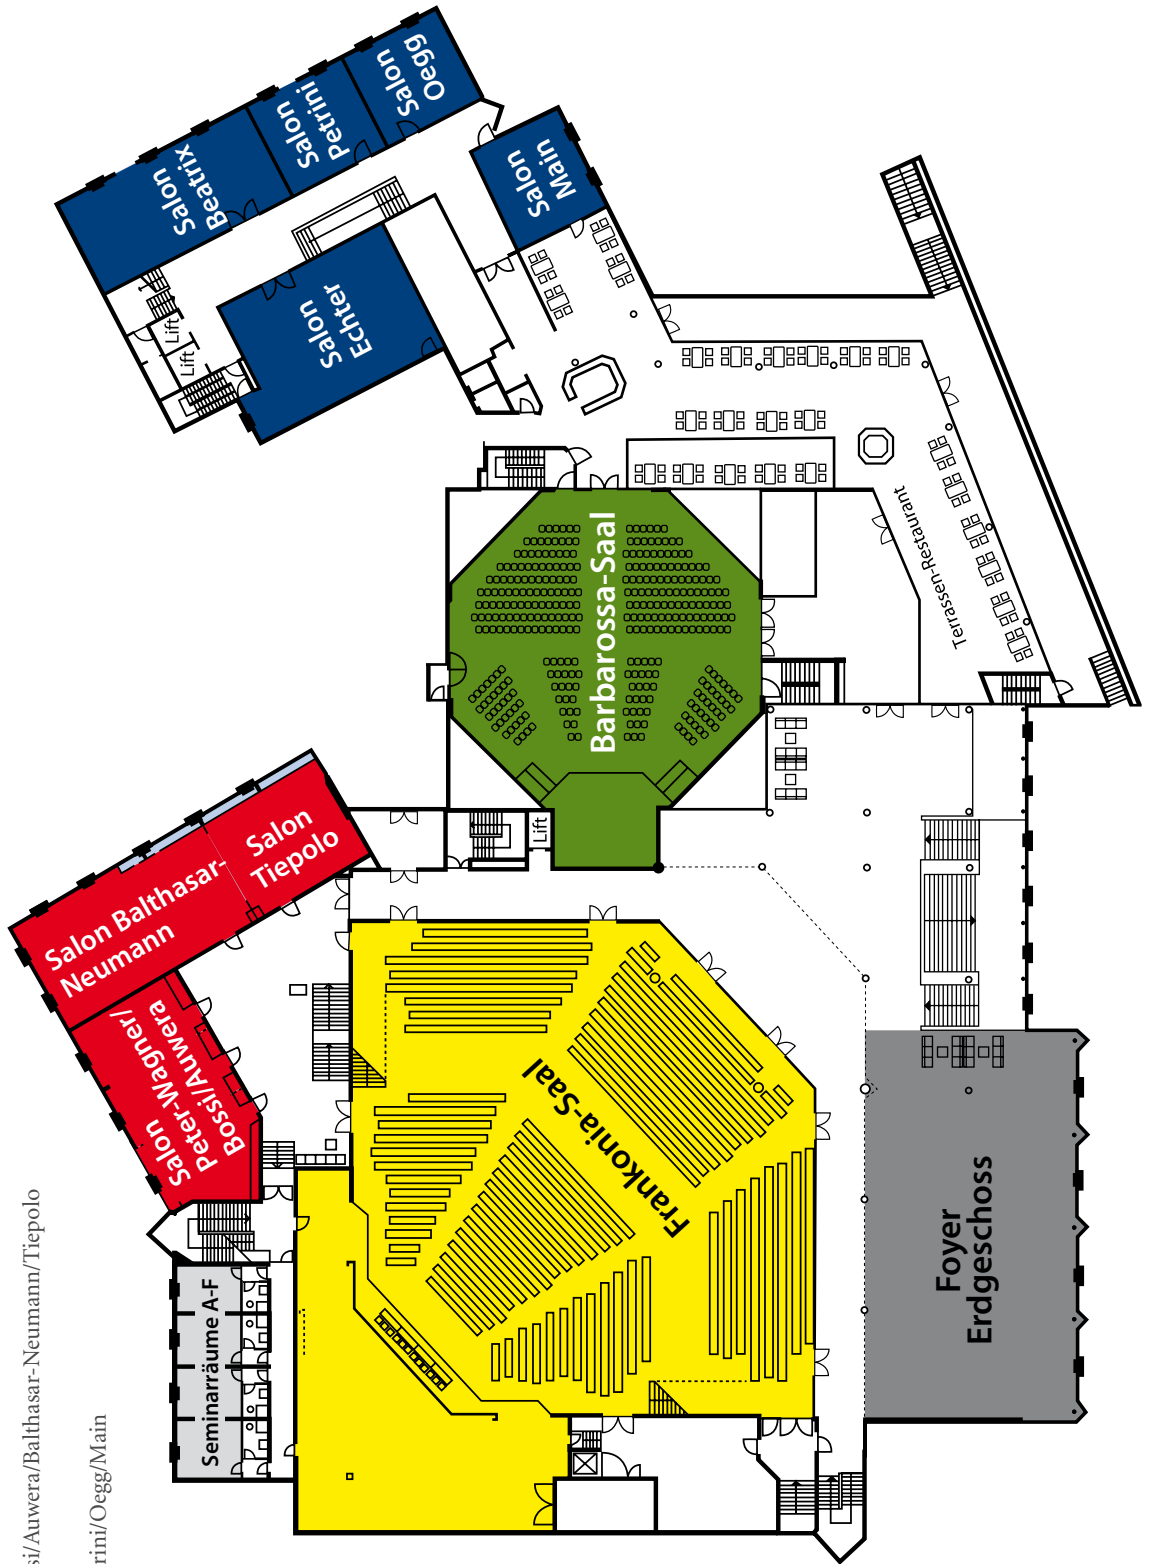 Salon
Oegg
Salon
Petrini
Salon
Beatrix
Salon
Main
Salon
Echter
Lift
Lift
Barbarossa-Saal
Terrassen-Restaurant
Lift
Salon
Tiepolo
Salon Balthasar-
Neumann
Salon
Peter-Wagner/
Bossi/Auwera
Frankonia-Saal
Foyer
Erdgeschoss
Seminarräume A-F
si/Auwera/Balthasar-Neumann/Tiepolo
rini/Oegg/Main